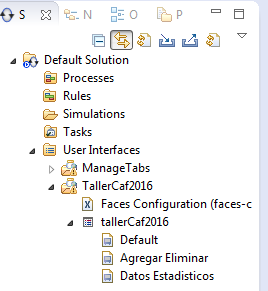 S N O P
Default Solution
Processes
Rules
Simulations
Tasks
User Interfaces
ManageTabs
TallerCaf2016
Faces Configuration (faces-c
tallerCaf2016
Default
Agregar Eliminar
Datos Estadisticos